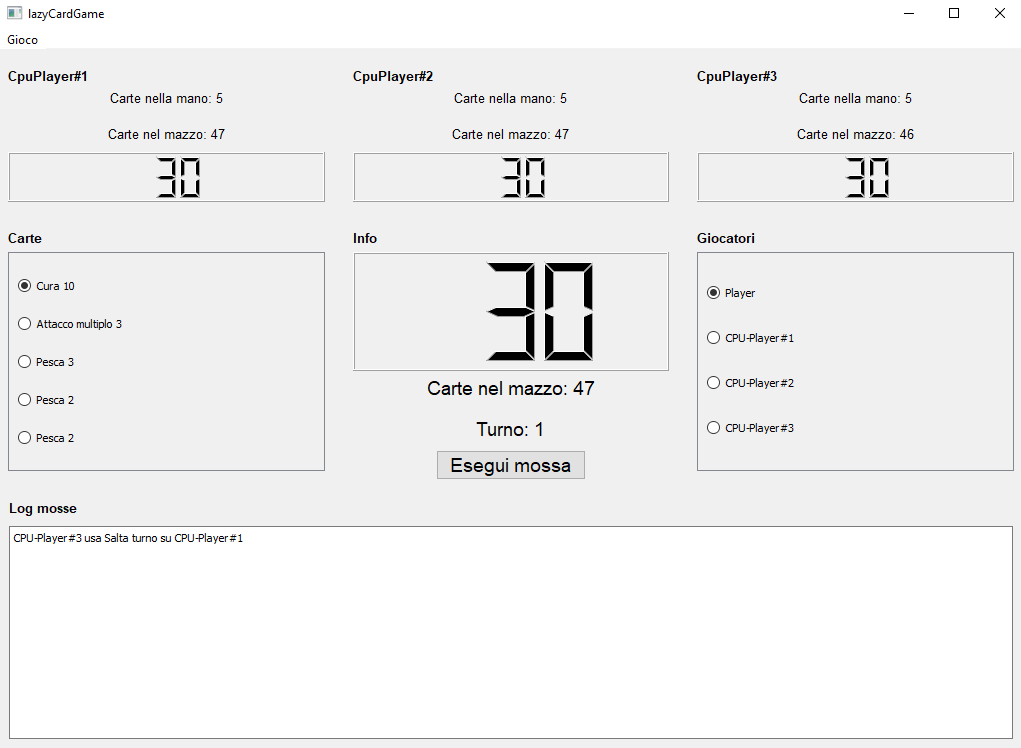 lazyCardGame
Gioco
CpuPlayer#1
Carte nella mano: 5
Carte nel mazzo: 47
30
CpuPlayer#2
Carte nella mano: 5
Carte nel mazzo: 47
30
CpuPlayer#3
Carte nella mano: 5
Carte nel mazzo: 46
30
Carte
Cura 10
Attacco multiplo 3
Pesca 3
Pesca 2
Pesca 2
Info
30
Carte nel mazzo: 47
Turno: 1
Esegui mossa
Giocatori
Player
CPU-Player#1
CPU-Player#2
CPU-Player#3
Log mosse
CPU-Player#3 usa Salta turno su CPU-Player#1